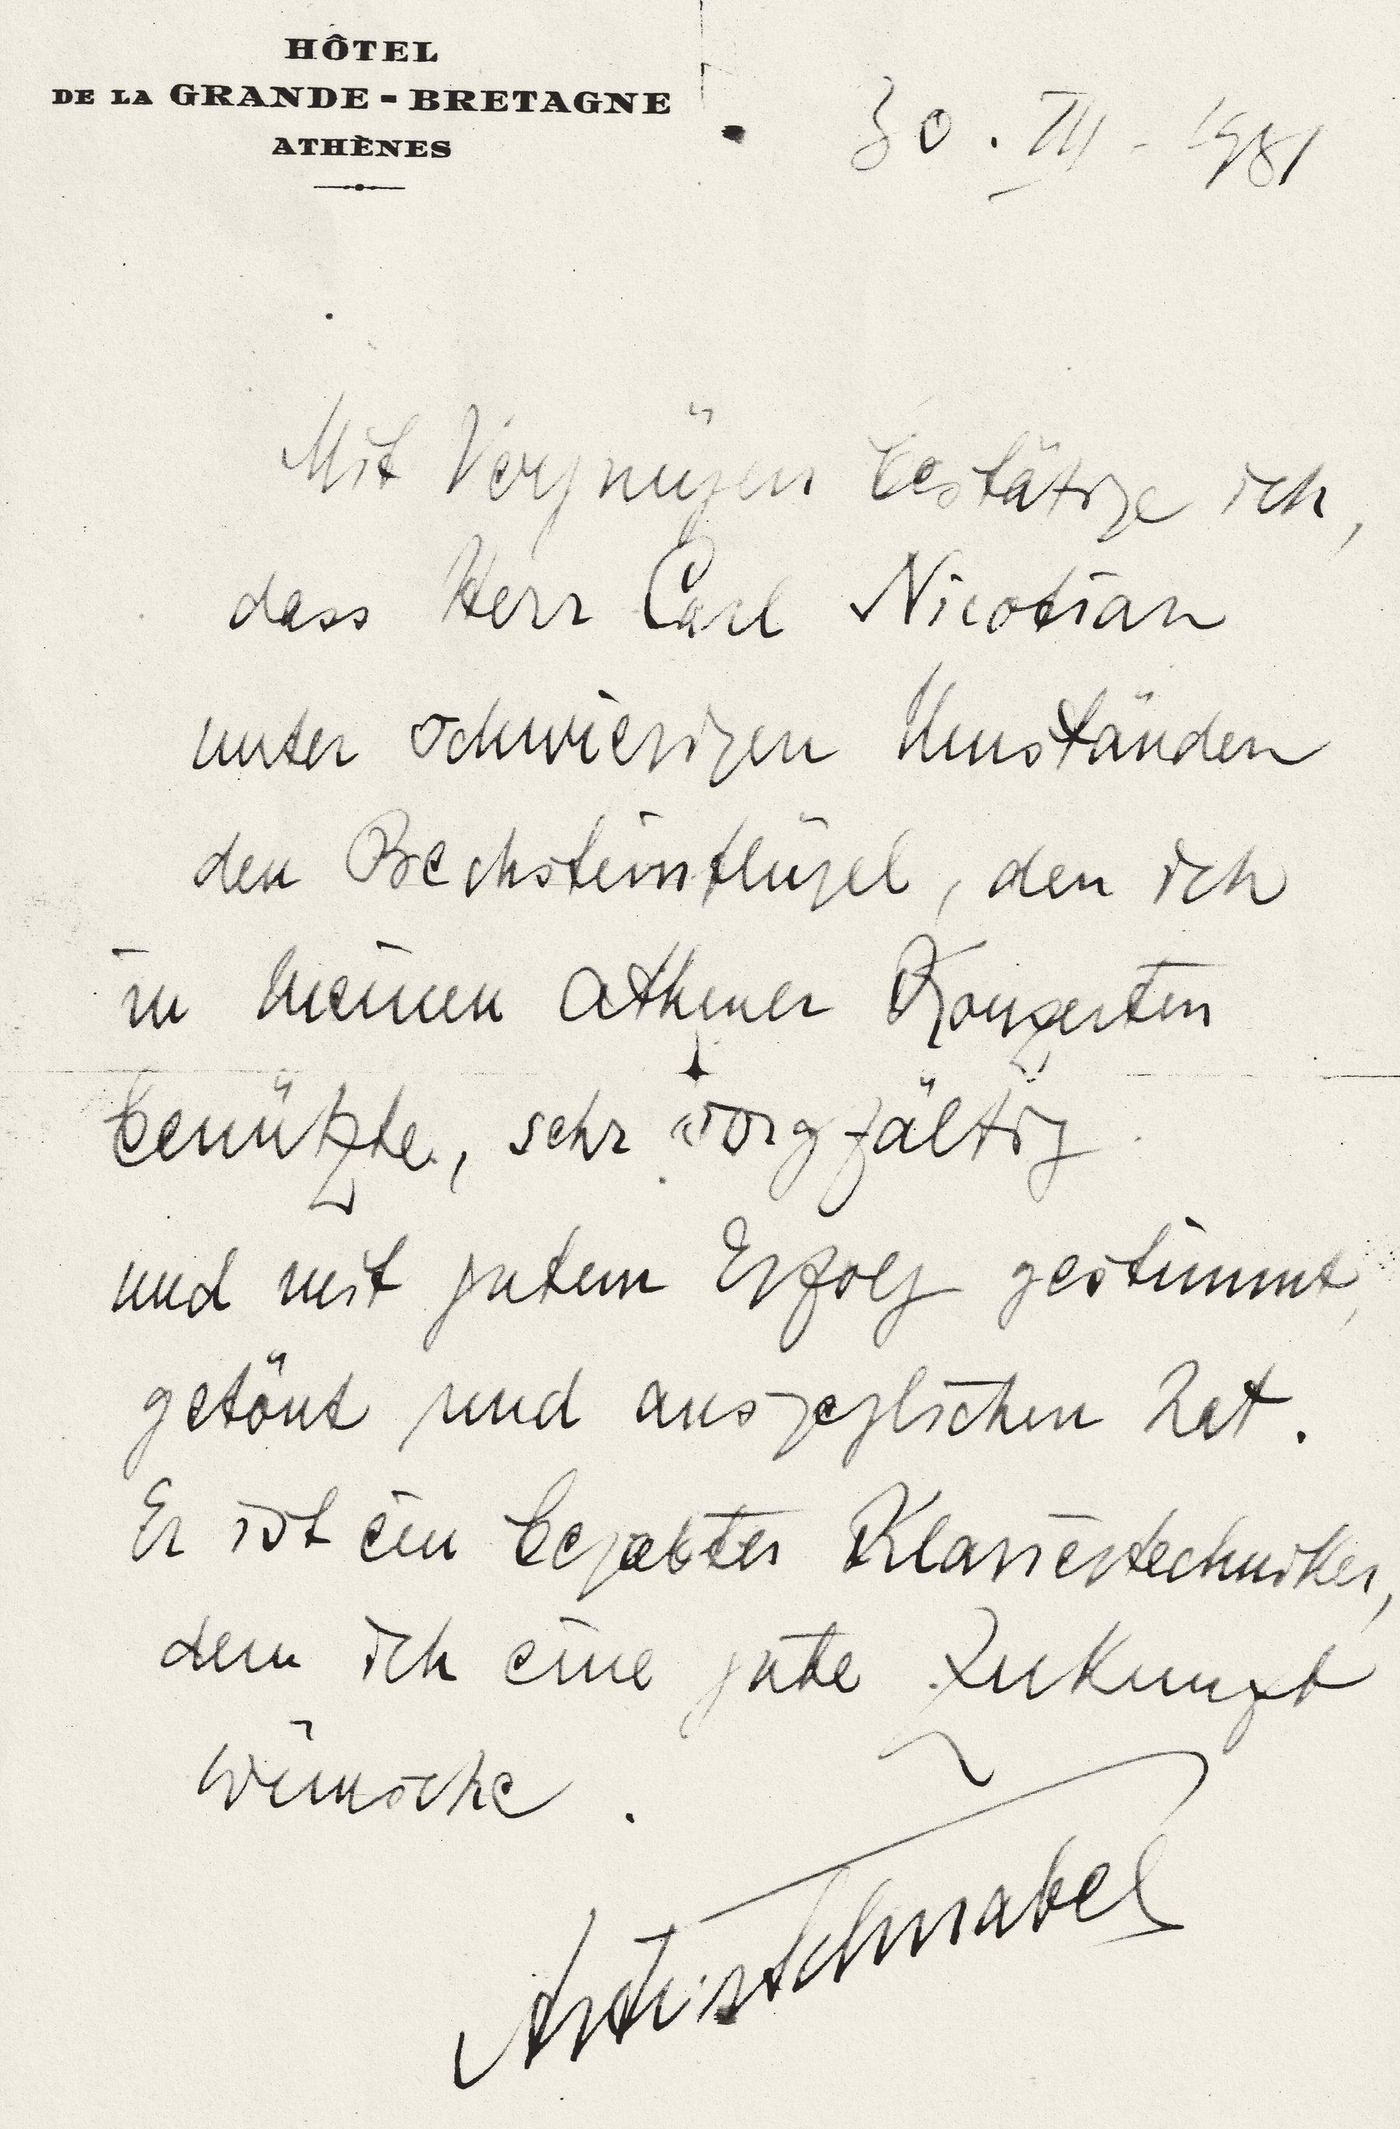 HÔTEL
DE LA GRANDE-BRETAGNE
ATHÈNES
30. III - 1931
Mit Vergnügen bestätige ich,
dass Herr Carl Nicotian
unter schwierigen Umständen
den Bechsteinflügel, den ich
in meinen Athener Konzerten
benützte, sehr sorgfältig
und mit gutem Erfolg gestimmt,
getönt und ausgeglichen hat.
Er ist ein begabter Klaviertechniker,
dem ich eine gute Zukunft
wünsche.
Artur Schnabel